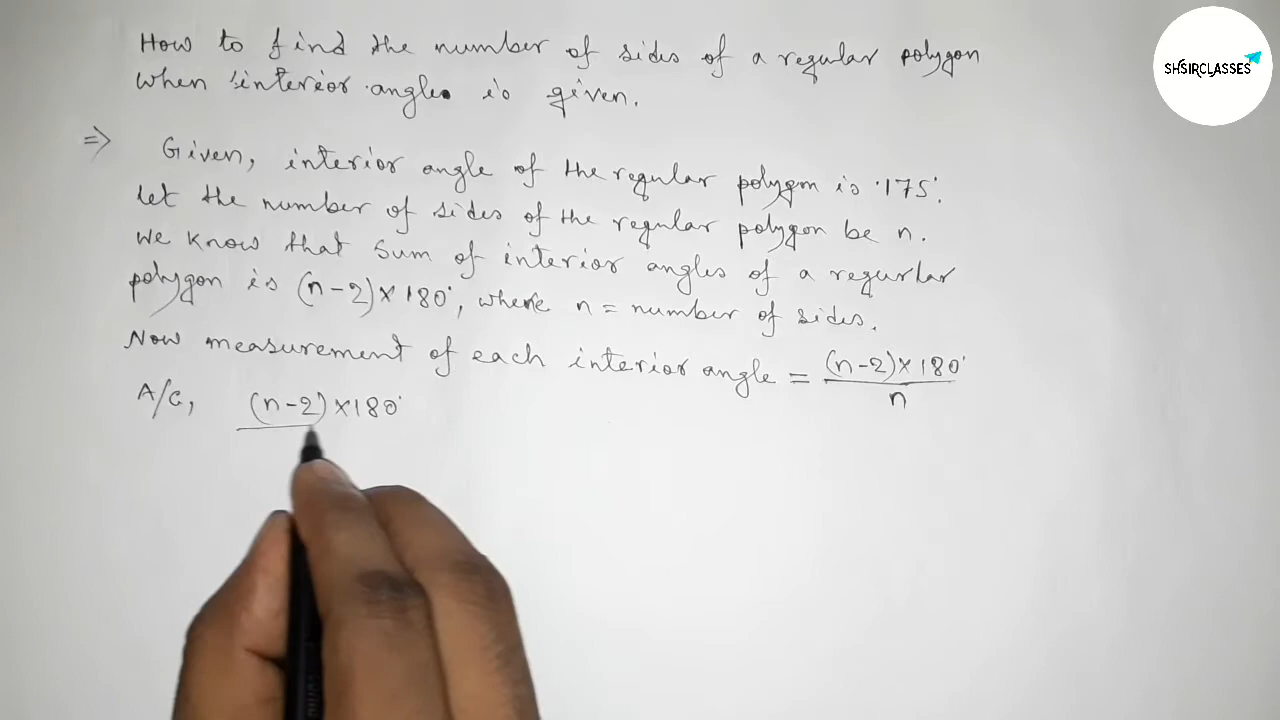 How to find the number of sides of a regular polygon
when interior angle is given.
SHSIRCLASSES
=> Given, interior angle of the regular polygon is 175°.
Let the number of sides of the regular polygon be n.
We know that sum of interior angles of a regurlar
polygon is (n-2)×180°, where n = number of sides.
Now measurement of each interior angle = (n-2)×180° / n
A/C, (n-2)×180°